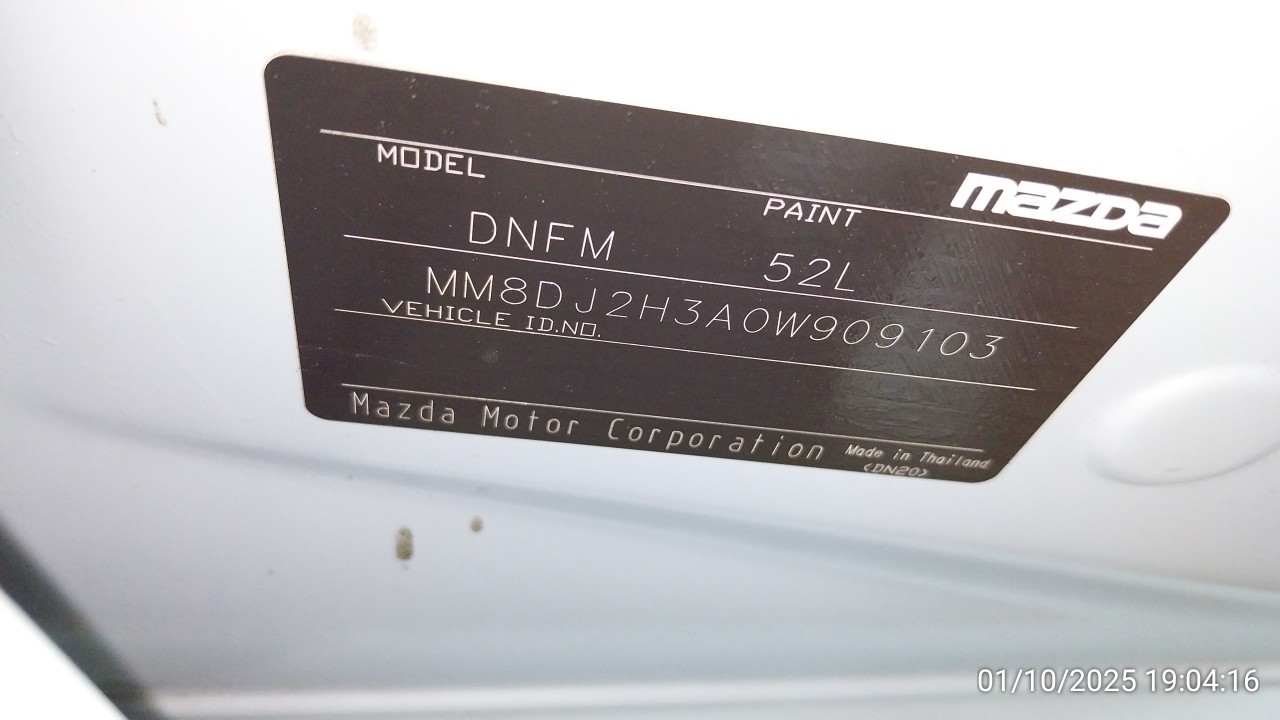 mazda
MODEL PAINT
DNFM 52L
MM8DJ2H3A0W909103
VEHICLE ID.NO.
Mazda Motor Corporation Made in Thailand
<DN20>
01/10/2025 19:04:16